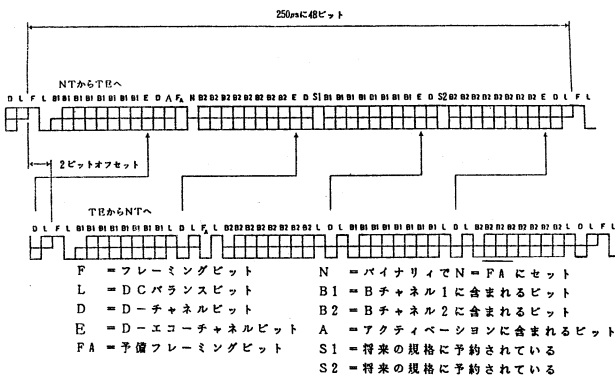 250μsに48ビット
NTからTEへ
D L F L B1 B1 B1 B1 B1 B1 B1 B1 E D A FA N B2 B2 B2 B2 B2 B2 B2 B2 E D S1 B1 B1 B1 B1 B1 B1 B1 B1 E D S2 B2 B2 B2 B2 B2 B2 B2 B2 E D L F L
2ビットオフセット
TEからNTへ
D L F L B1 B1 B1 B1 B1 B1 B1 B1 L D L FA L B2 B2 B2 B2 B2 B2 B2 B2 L D L B1 B1 B1 B1 B1 B1 B1 B1 L D L B2 B2 B2 B2 B2 B2 B2 B2 L D L F L
F =フレーミングビット
L =DCバランスビット
D =D-チャネルビット
E =D-エコーチャネルビット
FA =予備フレーミングビット
N =バイナリィでN=FAにセット
B1 =Bチャネル1に含まれるビット
B2 =Bチャネル2に含まれるビット
A =アクティベーションに含まれるビット
S1 =将来の規格に予約されている
S2 =将来の規格に予約されている